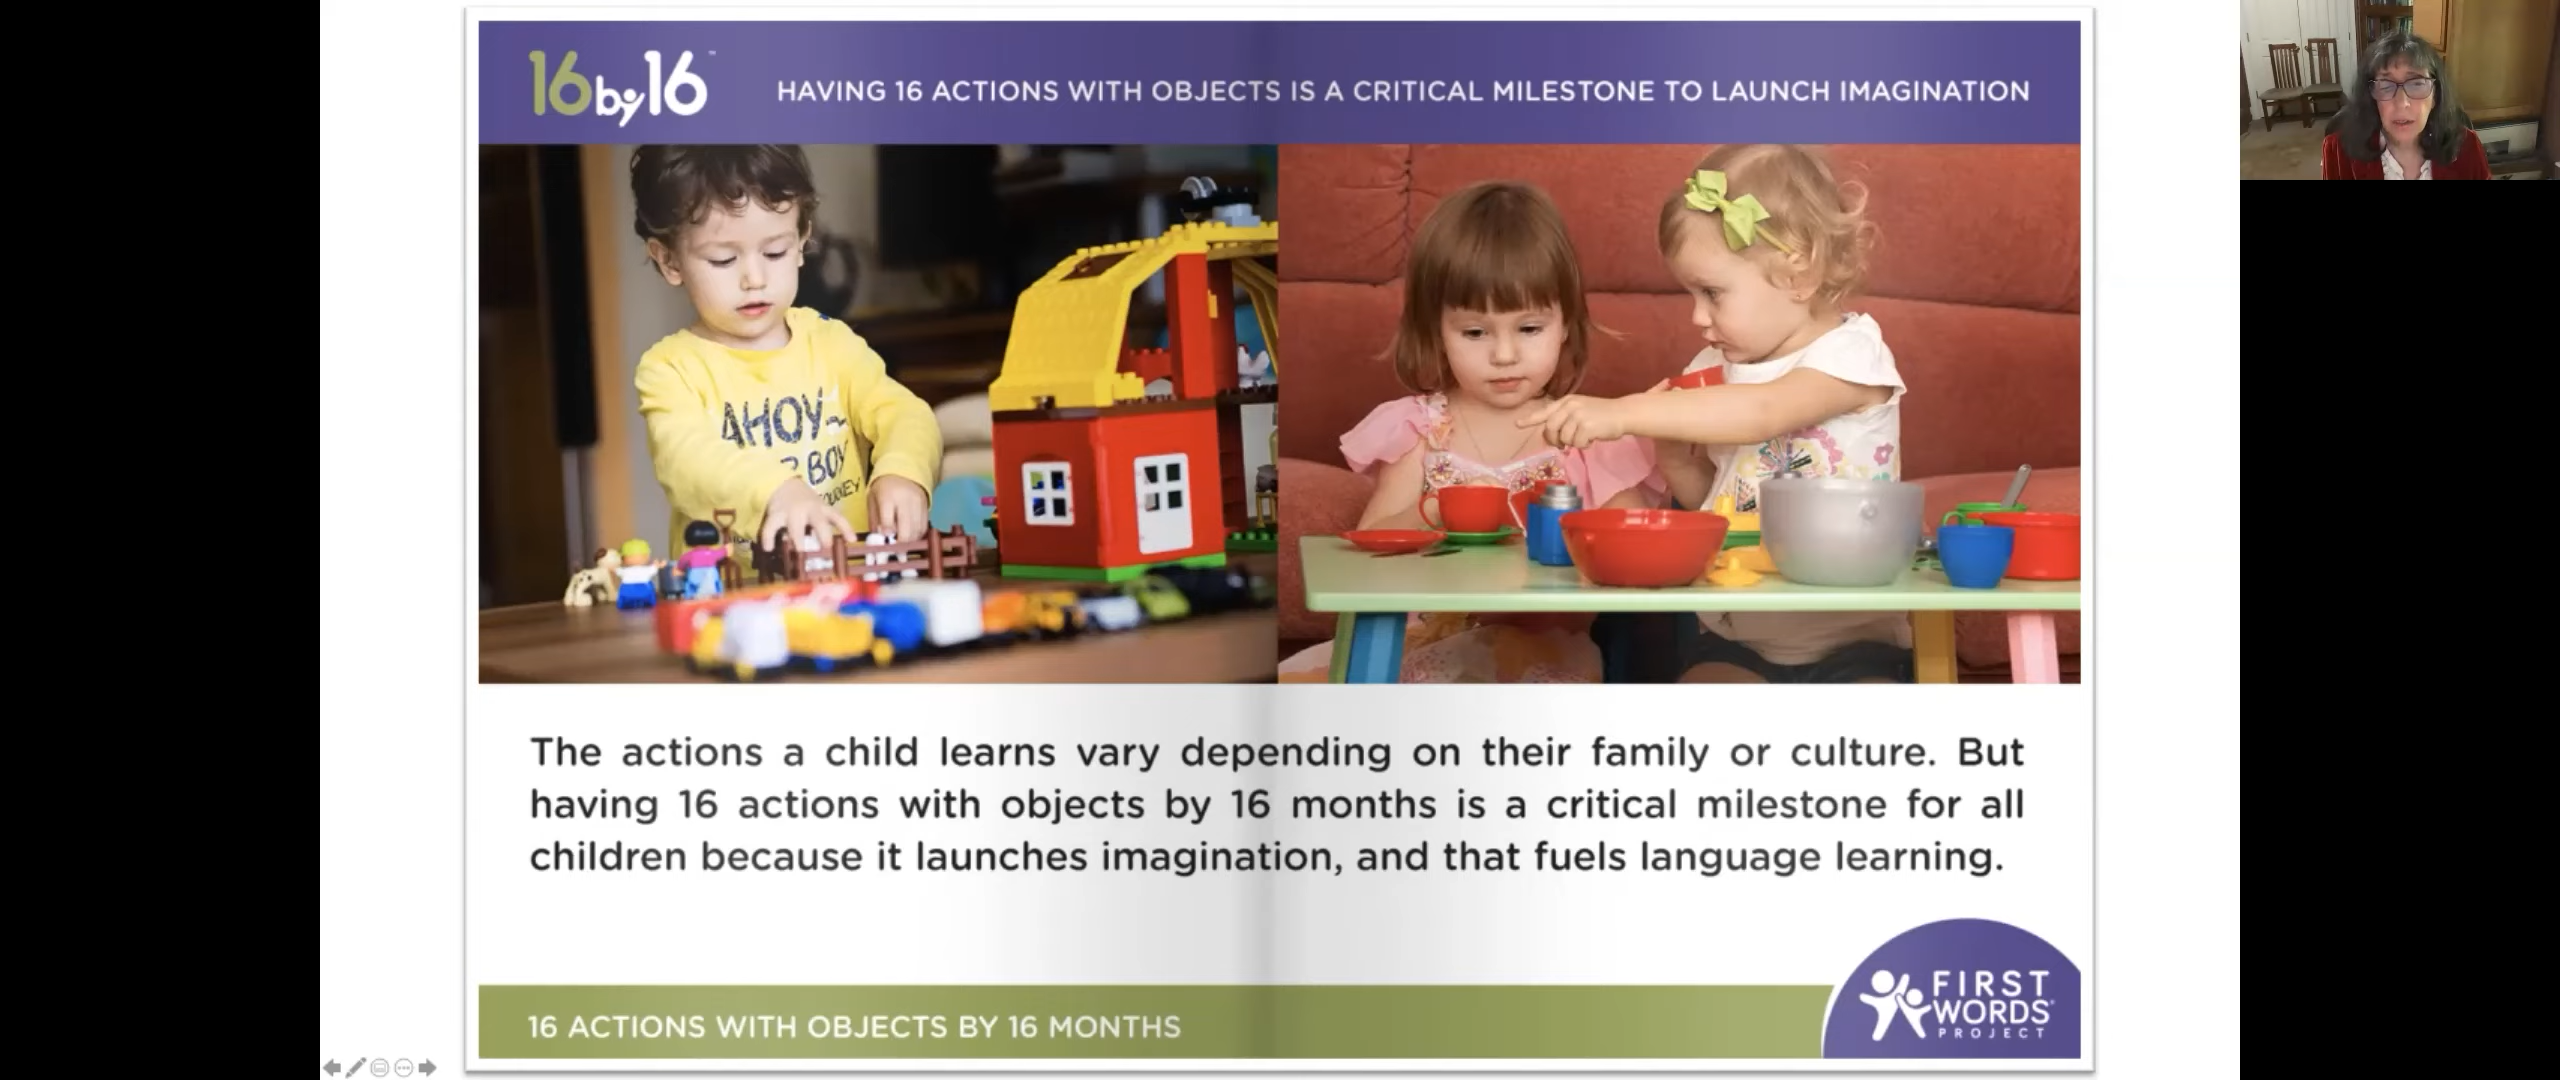 16by16™
HAVING 16 ACTIONS WITH OBJECTS IS A CRITICAL MILESTONE TO LAUNCH IMAGINATION
AHOY
BOY
The actions a child learns vary depending on their family or culture. But
having 16 actions with objects by 16 months is a critical milestone for all
children because it launches imagination, and that fuels language learning.
16 ACTIONS WITH OBJECTS BY 16 MONTHS
FIRST
WORDS®
PROJECT